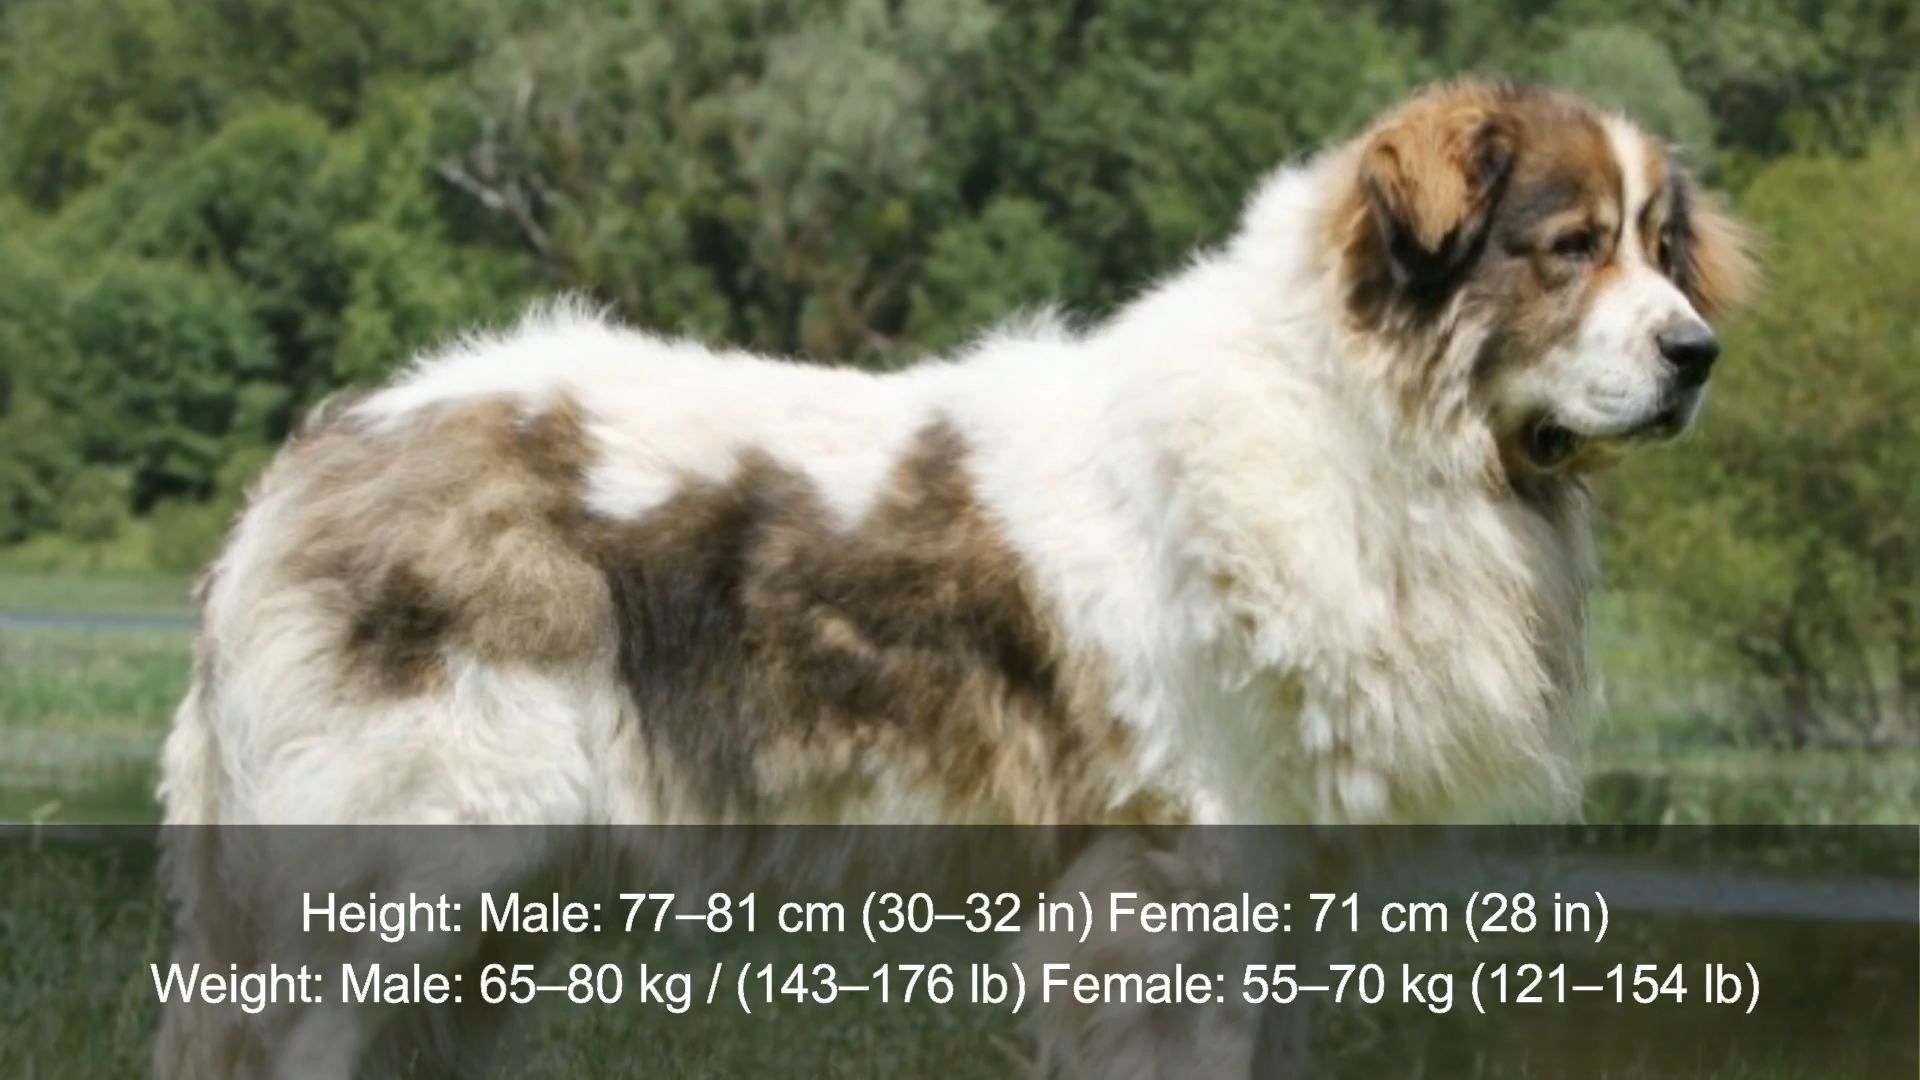 Height: Male: 77–81 cm (30–32 in) Female: 71 cm (28 in)
Weight: Male: 65–80 kg / (143–176 lb) Female: 55–70 kg (121–154 lb)